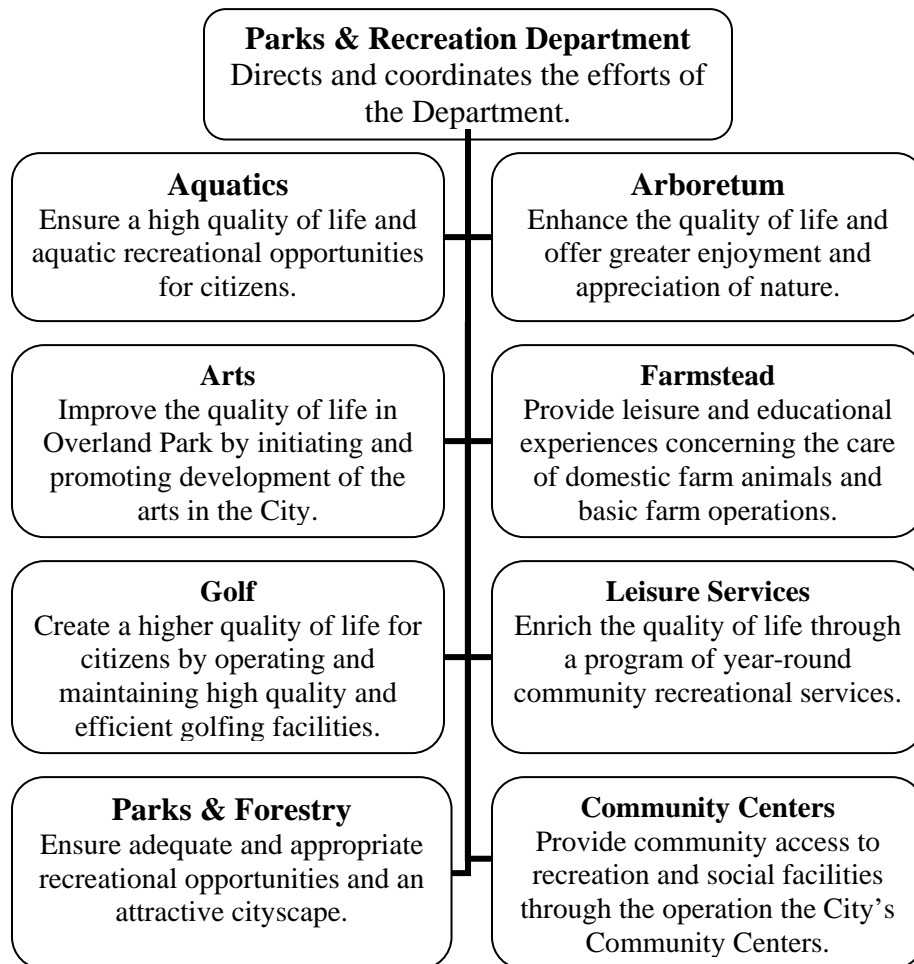 Parks & Recreation Department
Directs and coordinates the efforts of
the Department.
Aquatics
Ensure a high quality of life and
aquatic recreational opportunities
for citizens.
Arboretum
Enhance the quality of life and
offer greater enjoyment and
appreciation of nature.
Arts
Improve the quality of life in
Overland Park by initiating and
promoting development of the
arts in the City.
Farmstead
Provide leisure and educational
experiences concerning the care
of domestic farm animals and
basic farm operations.
Golf
Create a higher quality of life for
citizens by operating and
maintaining high quality and
efficient golfing facilities.
Leisure Services
Enrich the quality of life through
a program of year-round
community recreational services.
Parks & Forestry
Ensure adequate and appropriate
recreational opportunities and an
attractive cityscape.
Community Centers
Provide community access to
recreation and social facilities
through the operation the City’s
Community Centers.